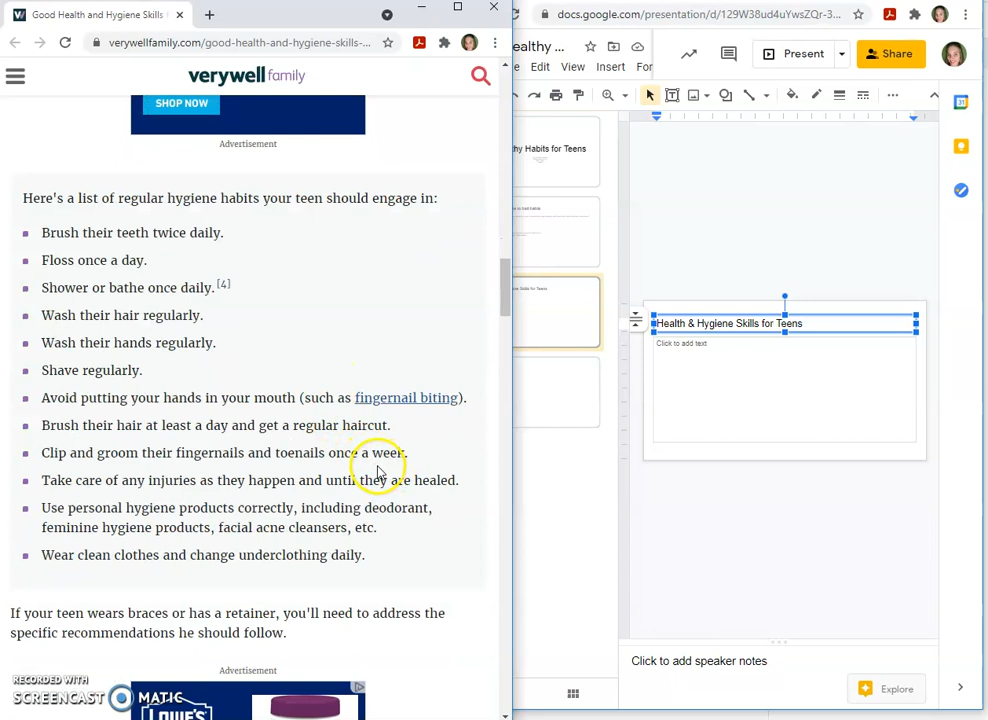 Good Health and Hygiene Skills
verywellfamily.com/good-health-and-hygiene-skills-...
verywell family
SHOP NOW
Advertisement
Here's a list of regular hygiene habits your teen should engage in:
Brush their teeth twice daily.
Floss once a day.
Shower or bathe once daily.[4]
Wash their hair regularly.
Wash their hands regularly.
Shave regularly.
Avoid putting your hands in your mouth (such as fingernail biting).
Brush their hair at least a day and get a regular haircut.
Clip and groom their fingernails and toenails once a week.
Take care of any injuries as they happen and until they are healed.
Use personal hygiene products correctly, including deodorant,
feminine hygiene products, facial acne cleansers, etc.
Wear clean clothes and change underclothing daily.
If your teen wears braces or has a retainer, you'll need to address the
specific recommendations he should follow.
Advertisement
RECORDED WITH
SCREENCAST MATIC
LOWE'S
docs.google.com/presentation/d/129W38ud4uYwsZQr-3...
ealthy ...
e Edit View Insert For
Present
Share
31
thy Habits for Teens
ene Skills for Teens
Health & Hygiene Skills for Teens
Click to add text
Click to add speaker notes
Explore